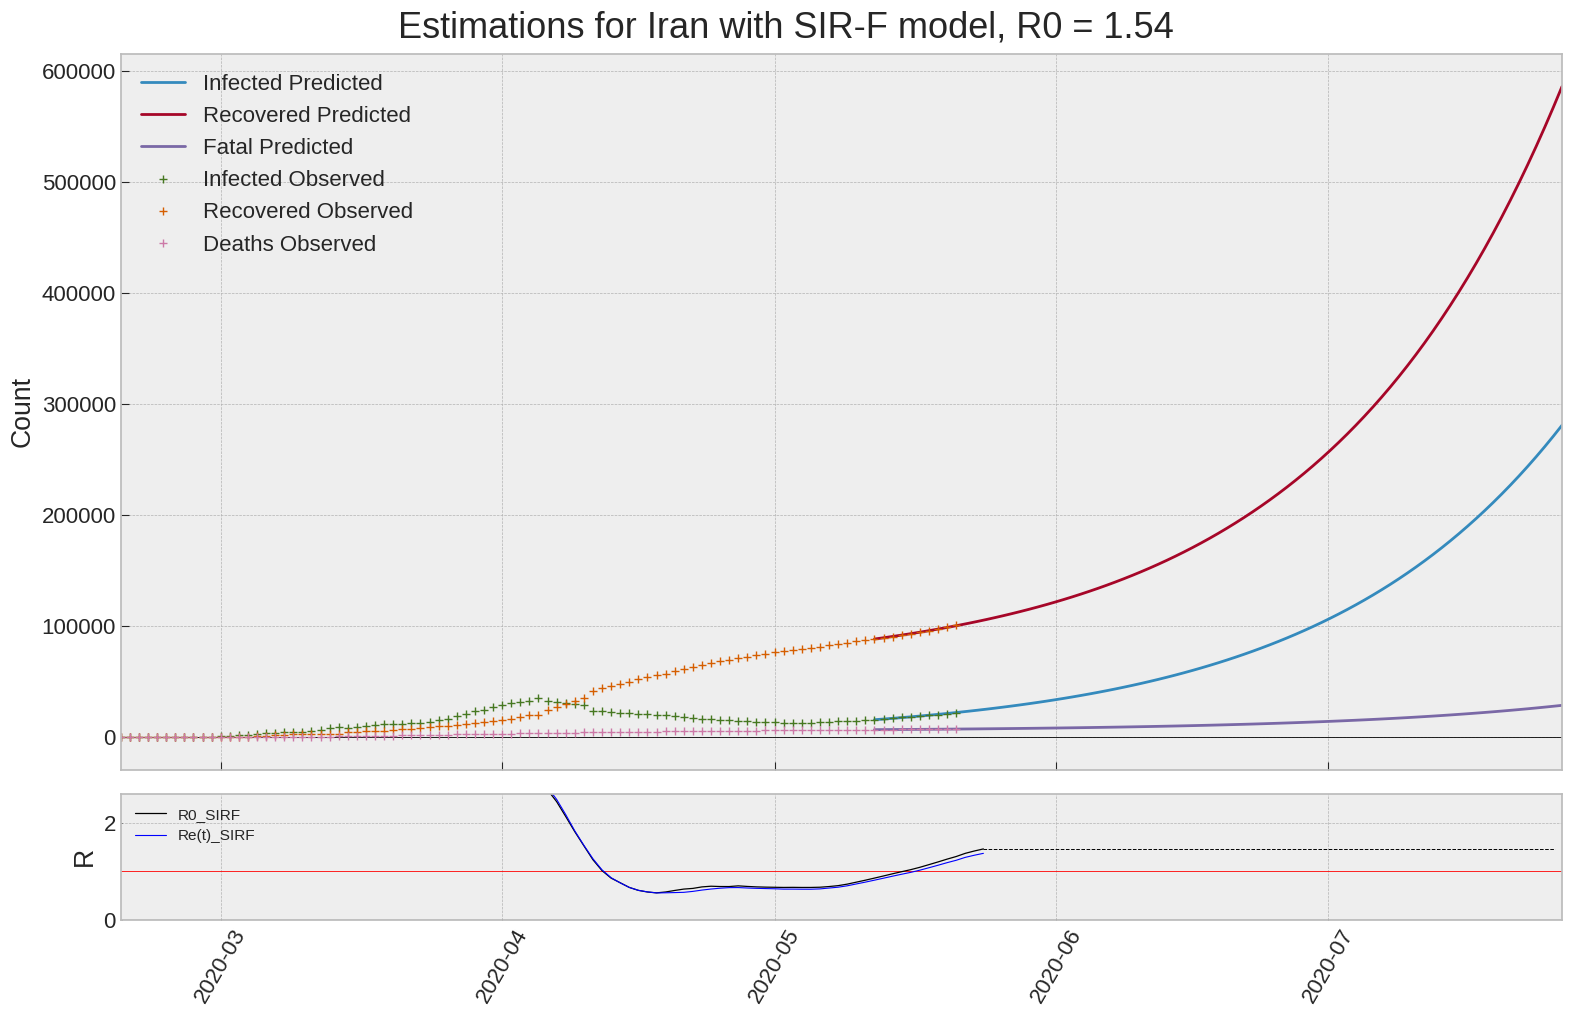 Estimations for Iran with SIR-F model, R0 = 1.54
600000
500000
400000
300000
200000
100000
0
Count
Infected Predicted
Recovered Predicted
Fatal Predicted
Infected Observed
Recovered Observed
Deaths Observed
2
0
R
R0_SIRF
Re(t)_SIRF
2020-03
2020-04
2020-05
2020-06
2020-07